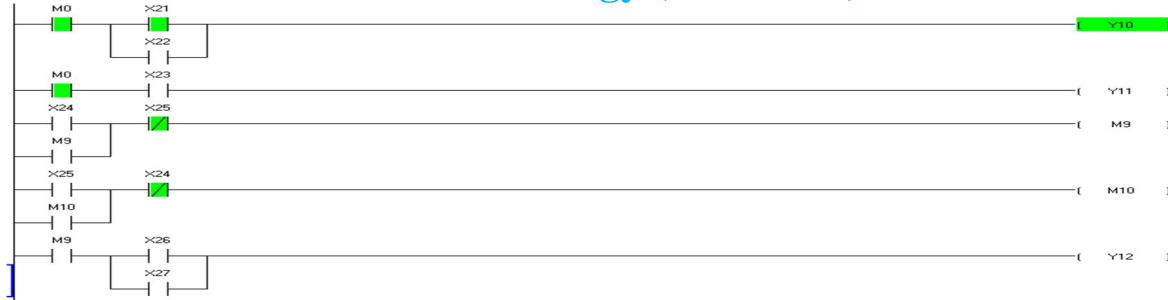 M0 X21
( Y10 )
X22
M0 X23
( Y11 )
X24 X25
( M9 )
M9
X25 X24
( M10 )
M10
M9 X26
( Y12 )
X27